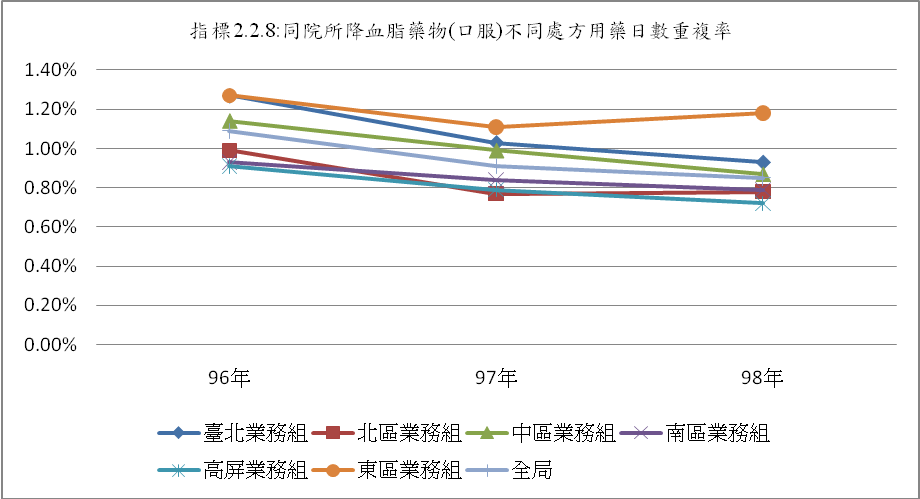 指標2.2.8:同院所降血脂藥物(口服)不同處方用藥日數重複率
1.40%
1.20%
1.00%
0.80%
0.60%
0.40%
0.20%
0.00%
96年 97年 98年
臺北業務組 北區業務組 中區業務組 南區業務組
高屏業務組 東區業務組 全局